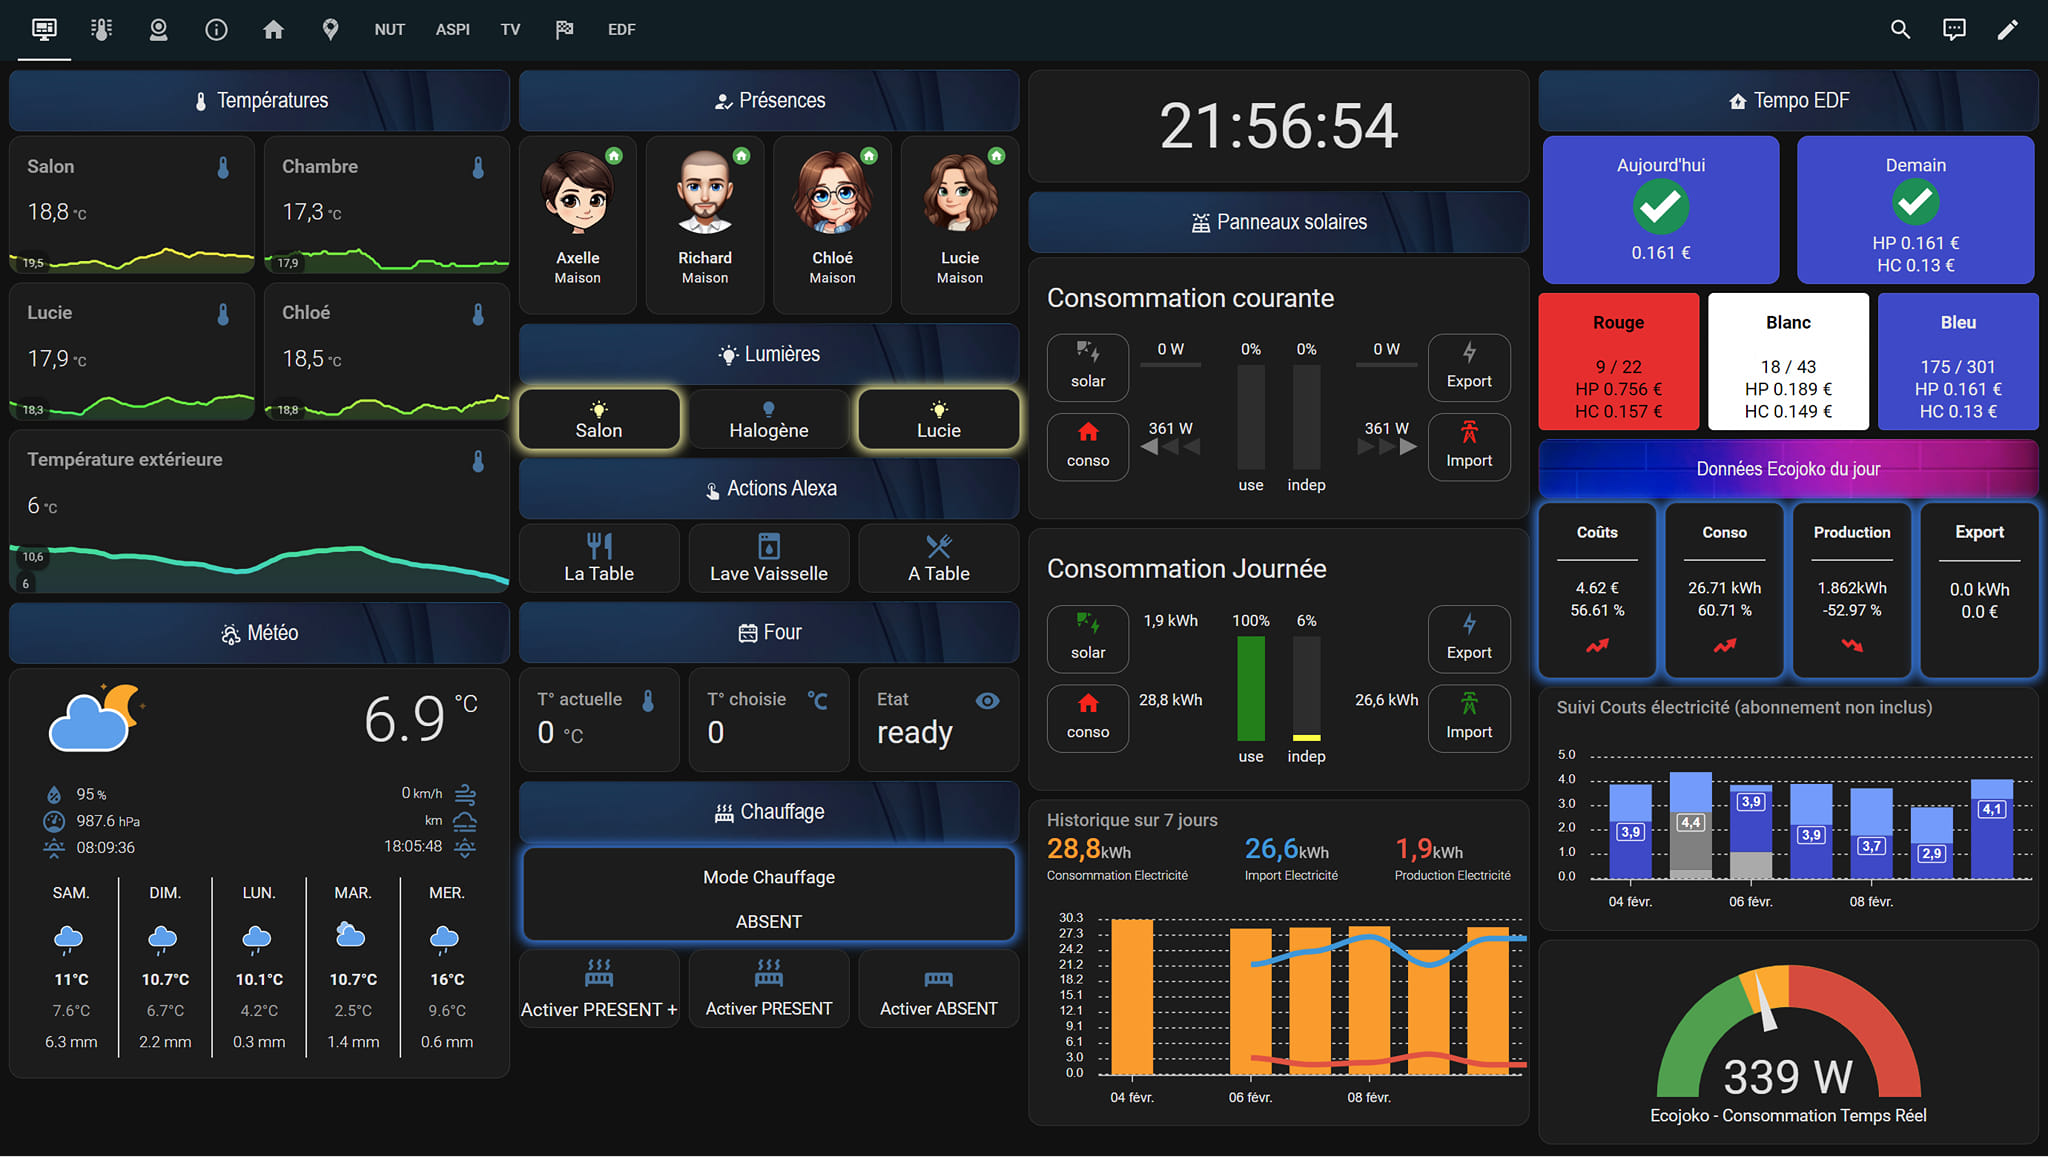 NUT ASPI TV EDF
Températures
Salon
18,8 °C
19,5
Chambre
17,3 °C
17,9
Lucie
17,9 °C
18,3
Chloé
18,5 °C
18,8
Température extérieure
6 °C
10,6
6
Météo
6.9 °C
95 % 0 km/h
987.6 hPa km
08:09:36 18:05:48
SAM. DIM. LUN. MAR. MER.
11°C 10.7°C 10.1°C 10.7°C 16°C
7.6°C 6.7°C 4.2°C 2.5°C 9.6°C
6.3 mm 2.2 mm 0.3 mm 1.4 mm 0.6 mm
Présences
Axelle Richard Chloé Lucie
Maison Maison Maison Maison
Lumières
Salon Halogène Lucie
Actions Alexa
La Table Lave Vaisselle A Table
Four
T° actuelle T° choisie °C Etat
0 °C 0 ready
Chauffage
Mode Chauffage
ABSENT
Activer PRESENT + Activer PRESENT Activer ABSENT
21:56:54
Panneaux solaires
Consommation courante
0 W 0% 0% 0 W
solar Export
361 W 361 W
conso Import
use indep
Consommation Journée
1,9 kWh 100% 6%
solar Export
28,8 kWh 26,6 kWh
conso Import
use indep
Historique sur 7 jours
28,8kWh 26,6kWh 1,9kWh
Consommation Electricité Import Electricité Production Electricité
30.3
27.3
24.2
21.2
18.2
15.1
12.1
9.1
6.1
3.0
0.0
04 févr. 06 févr. 08 févr.
Tempo EDF
Aujourd'hui
0.161 €
Demain
HP 0.161 €
HC 0.13 €
Rouge Blanc Bleu
9 / 22 18 / 43 175 / 301
HP 0.756 € HP 0.189 € HP 0.161 €
HC 0.157 € HC 0.149 € HC 0.13 €
Données Ecojoko du jour
Coûts Conso Production Export
4.62 € 26.71 kWh 1.862kWh 0.0 kWh
56.61 % 60.71 % -52.97 % 0.0 €
Suivi Couts électricité (abonnement non inclus)
5.0
4.0
3.0
2.0
1.0
0.0
3,9 4,4 3,9 3,9 3,7 2,9 4,1
04 févr. 06 févr. 08 févr.
339 W
Ecojoko - Consommation Temps Réel